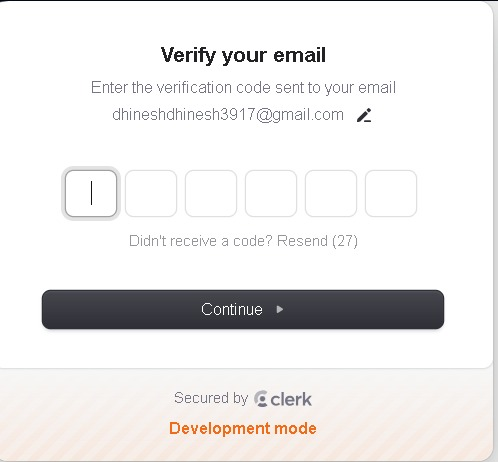 Verify your email
Enter the verification code sent to your email
dhineshdhinesh3917@gmail.com
Didn't receive a code? Resend (27)
Continue
Secured by clerk
Development mode